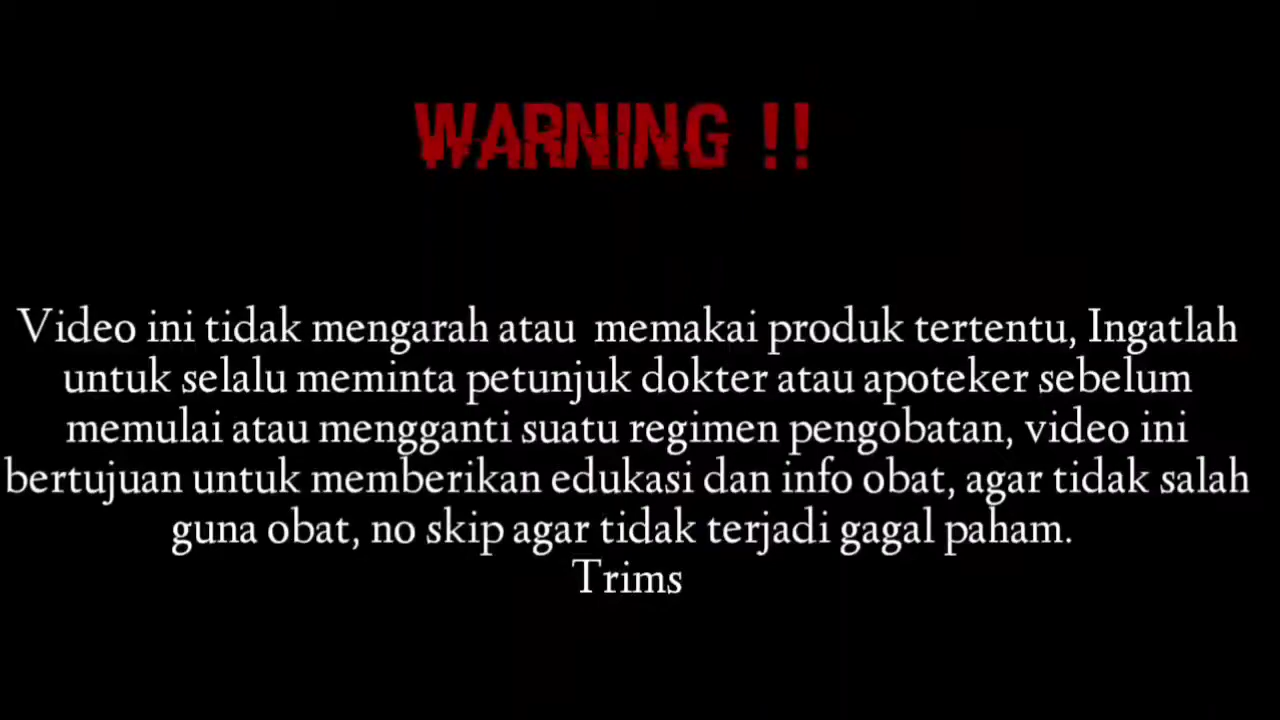 WARNING !!
Video ini tidak mengarah atau memakai produk tertentu, Ingatlah
untuk selalu meminta petunjuk dokter atau apoteker sebelum
memulai atau mengganti suatu regimen pengobatan, video ini
bertujuan untuk memberikan edukasi dan info obat, agar tidak salah
guna obat, no skip agar tidak terjadi gagal paham.
Trims